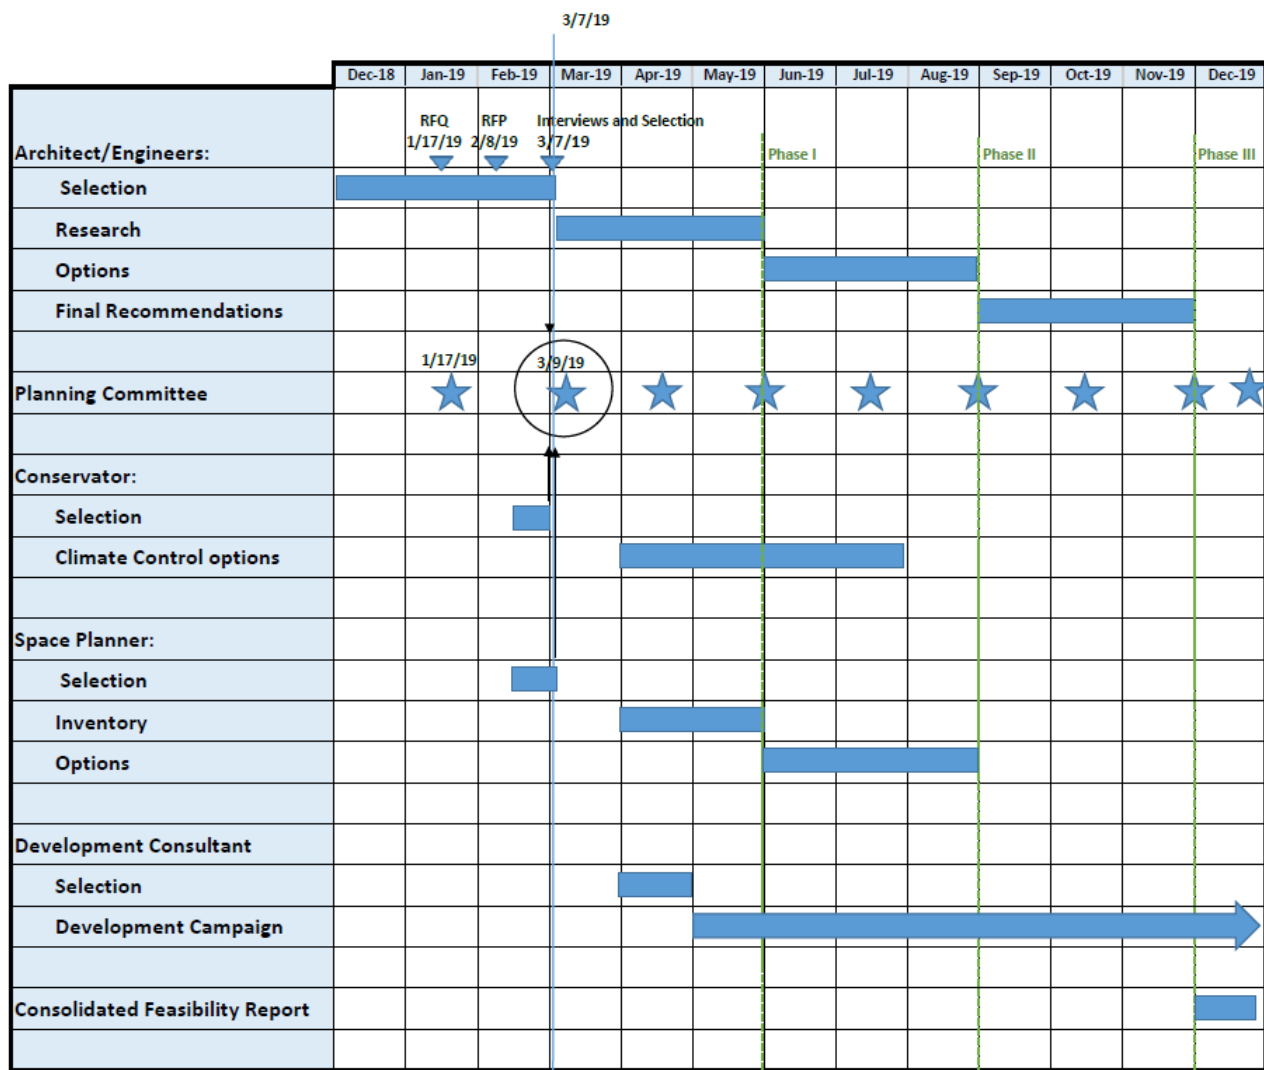 3/7/19
Dec-18 Jan-19 Feb-19 Mar-19 Apr-19 May-19 Jun-19 Jul-19 Aug-19 Sep-19 Oct-19 Nov-19 Dec-19
RFQ RFP Interviews and Selection
1/17/19 2/8/19 3/7/19
Architect/Engineers: Phase I Phase II Phase III
Selection
Research
Options
Final Recommendations
1/17/19 3/9/19
Planning Committee
Conservator:
Selection
Climate Control options
Space Planner:
Selection
Inventory
Options
Development Consultant
Selection
Development Campaign
Consolidated Feasibility Report